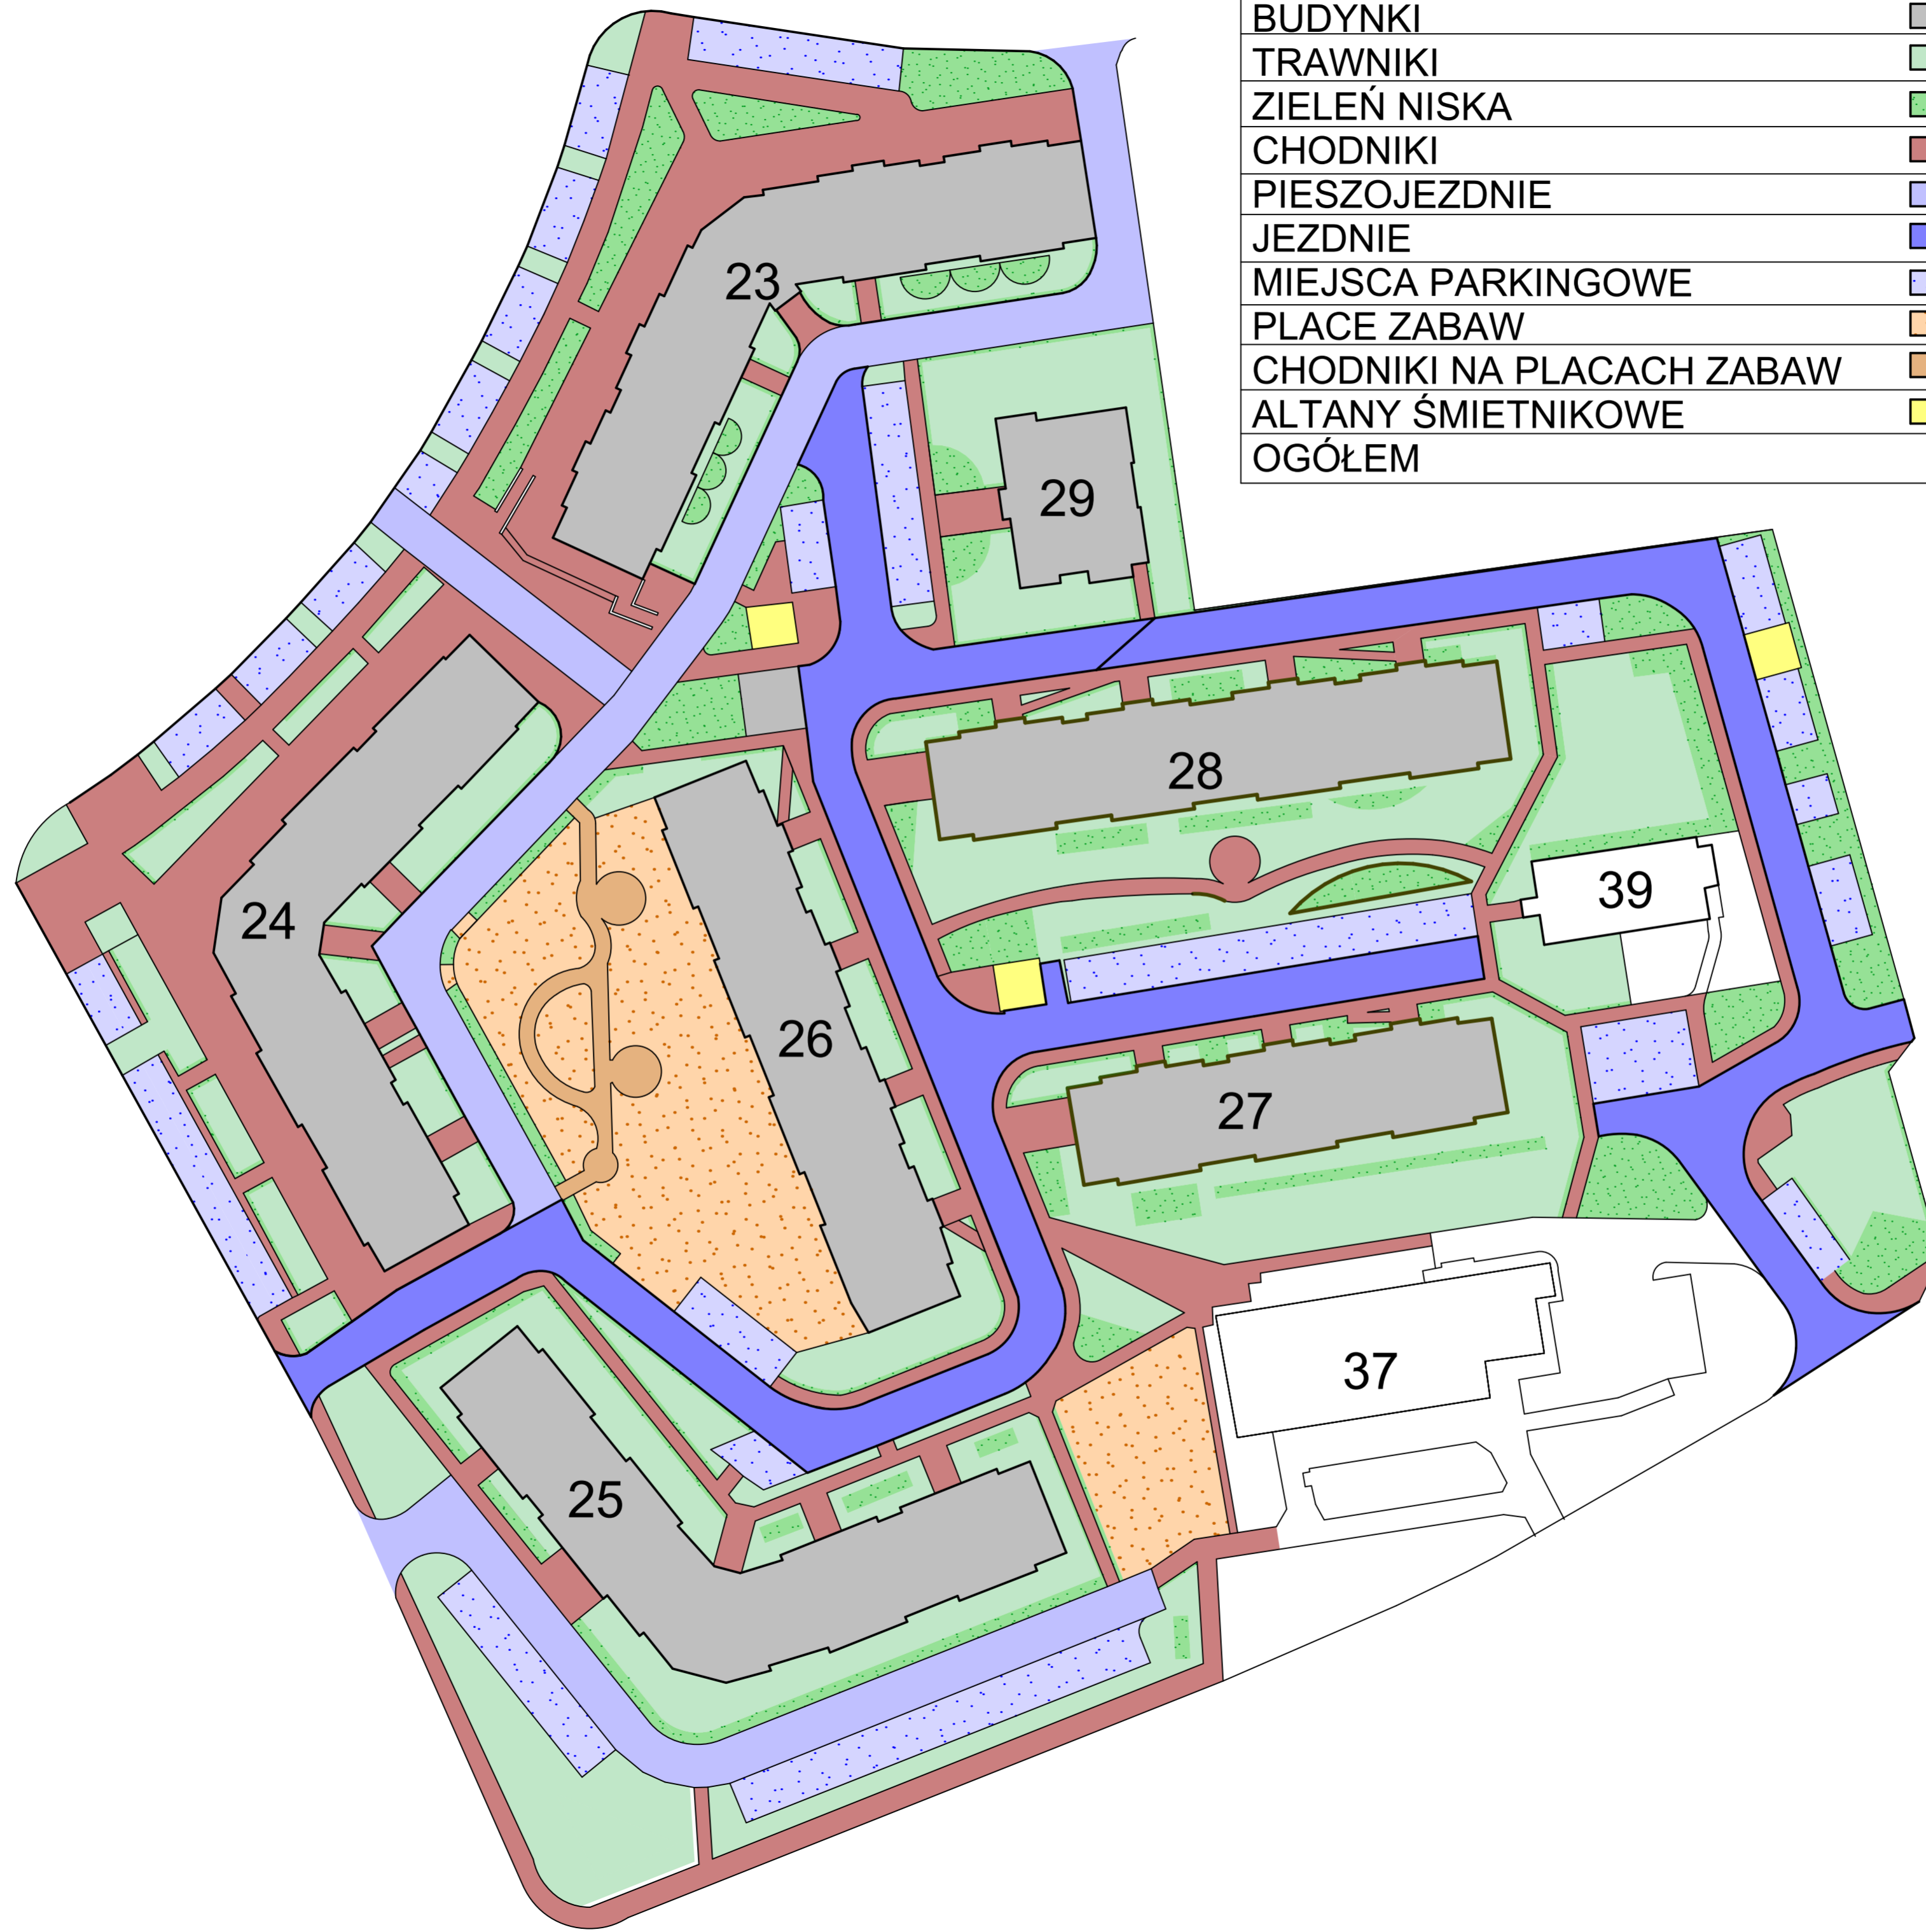 BUDYNKI
TRAWNIKI
ZIELEŃ NISKA
CHODNIKI
PIESZOJEZDNIE
JEZDNIE
MIEJSCA PARKINGOWE
PLACE ZABAW
CHODNIKI NA PLACACH ZABAW
ALTANY ŚMIETNIKOWE
OGÓŁEM
23
29
28
39
24
26
27
37
25